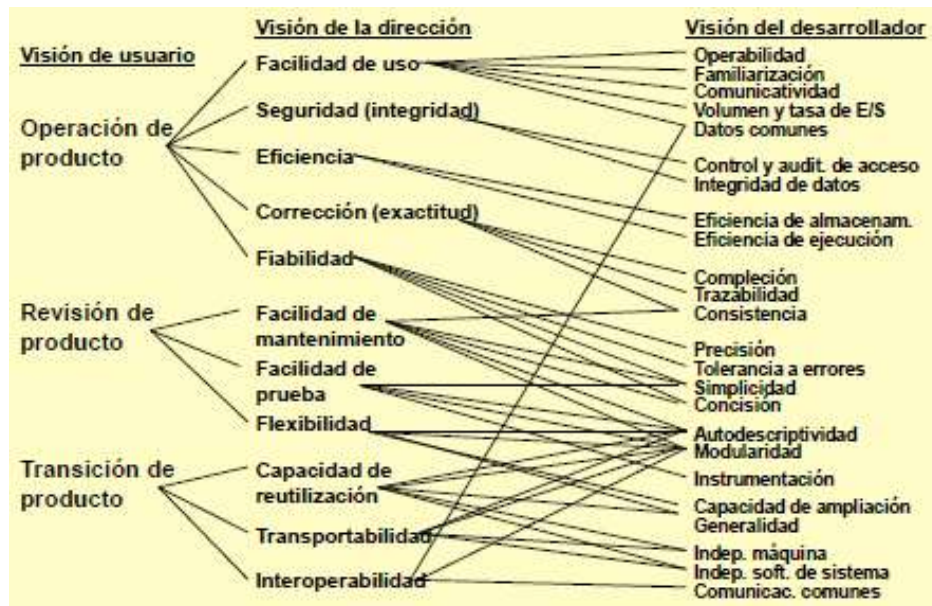 Visión de usuario
Operación de
producto
Revisión de
producto
Transición de
producto
Visión de la dirección
Facilidad de uso
Seguridad (integridad)
Eficiencia
Corrección (exactitud)
Fiabilidad
Facilidad de
mantenimiento
Facilidad de
prueba
Flexibilidad
Capacidad de
reutilización
Transportabilidad
Interoperabilidad
Visión del desarrollador
Operabilidad
Familiarización
Comunicatividad
Volumen y tasa de E/S
Datos comunes
Control y audit. de acceso
Integridad de datos
Eficiencia de almacenam.
Eficiencia de ejecución
Compleción
Trazabilidad
Consistencia
Precisión
Tolerancia a errores
Simplicidad
Concisión
Autodescriptividad
Modularidad
Instrumentación
Capacidad de ampliación
Generalidad
Indep. máquina
Indep. soft. de sistema
Comunicac. comunes